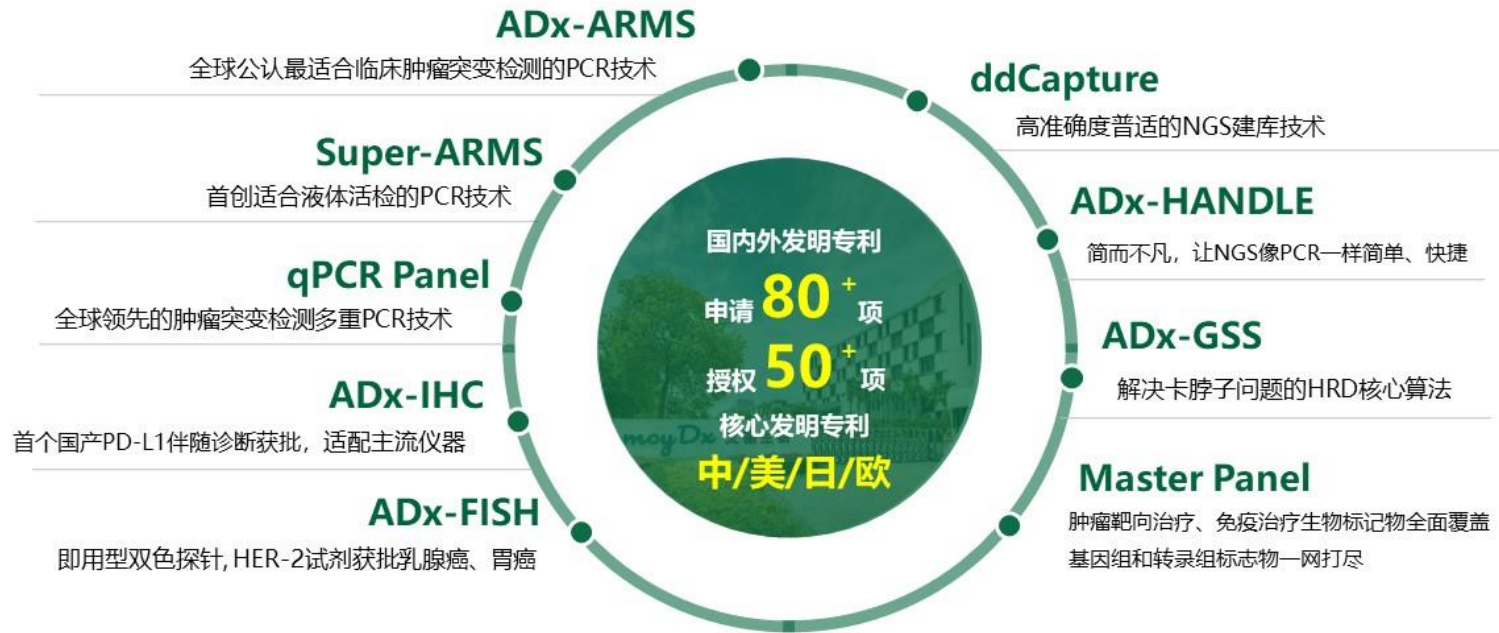 ADx-ARMS
全球公认最适合临床肿瘤突变检测的PCR技术
Super-ARMS
首创适合液体活检的PCR技术
qPCR Panel
全球领先的肿瘤突变检测多重PCR技术
ADx-IHC
首个国产PD-L1伴随诊断获批，适配主流仪器
ADx-FISH
即用型双色探针, HER-2试剂获批乳腺癌、胃癌
国内外发明专利
申请 80+ 项
授权 50+ 项
核心发明专利
moyDx
中/美/日/欧
ddCapture
高准确度普适的NGS建库技术
ADx-HANDLE
简而不凡，让NGS像PCR一样简单、快捷
ADx-GSS
解决卡脖子问题的HRD核心算法
Master Panel
肿瘤靶向治疗、免疫治疗生物标记物全面覆盖
基因组和转录组标志物一网打尽